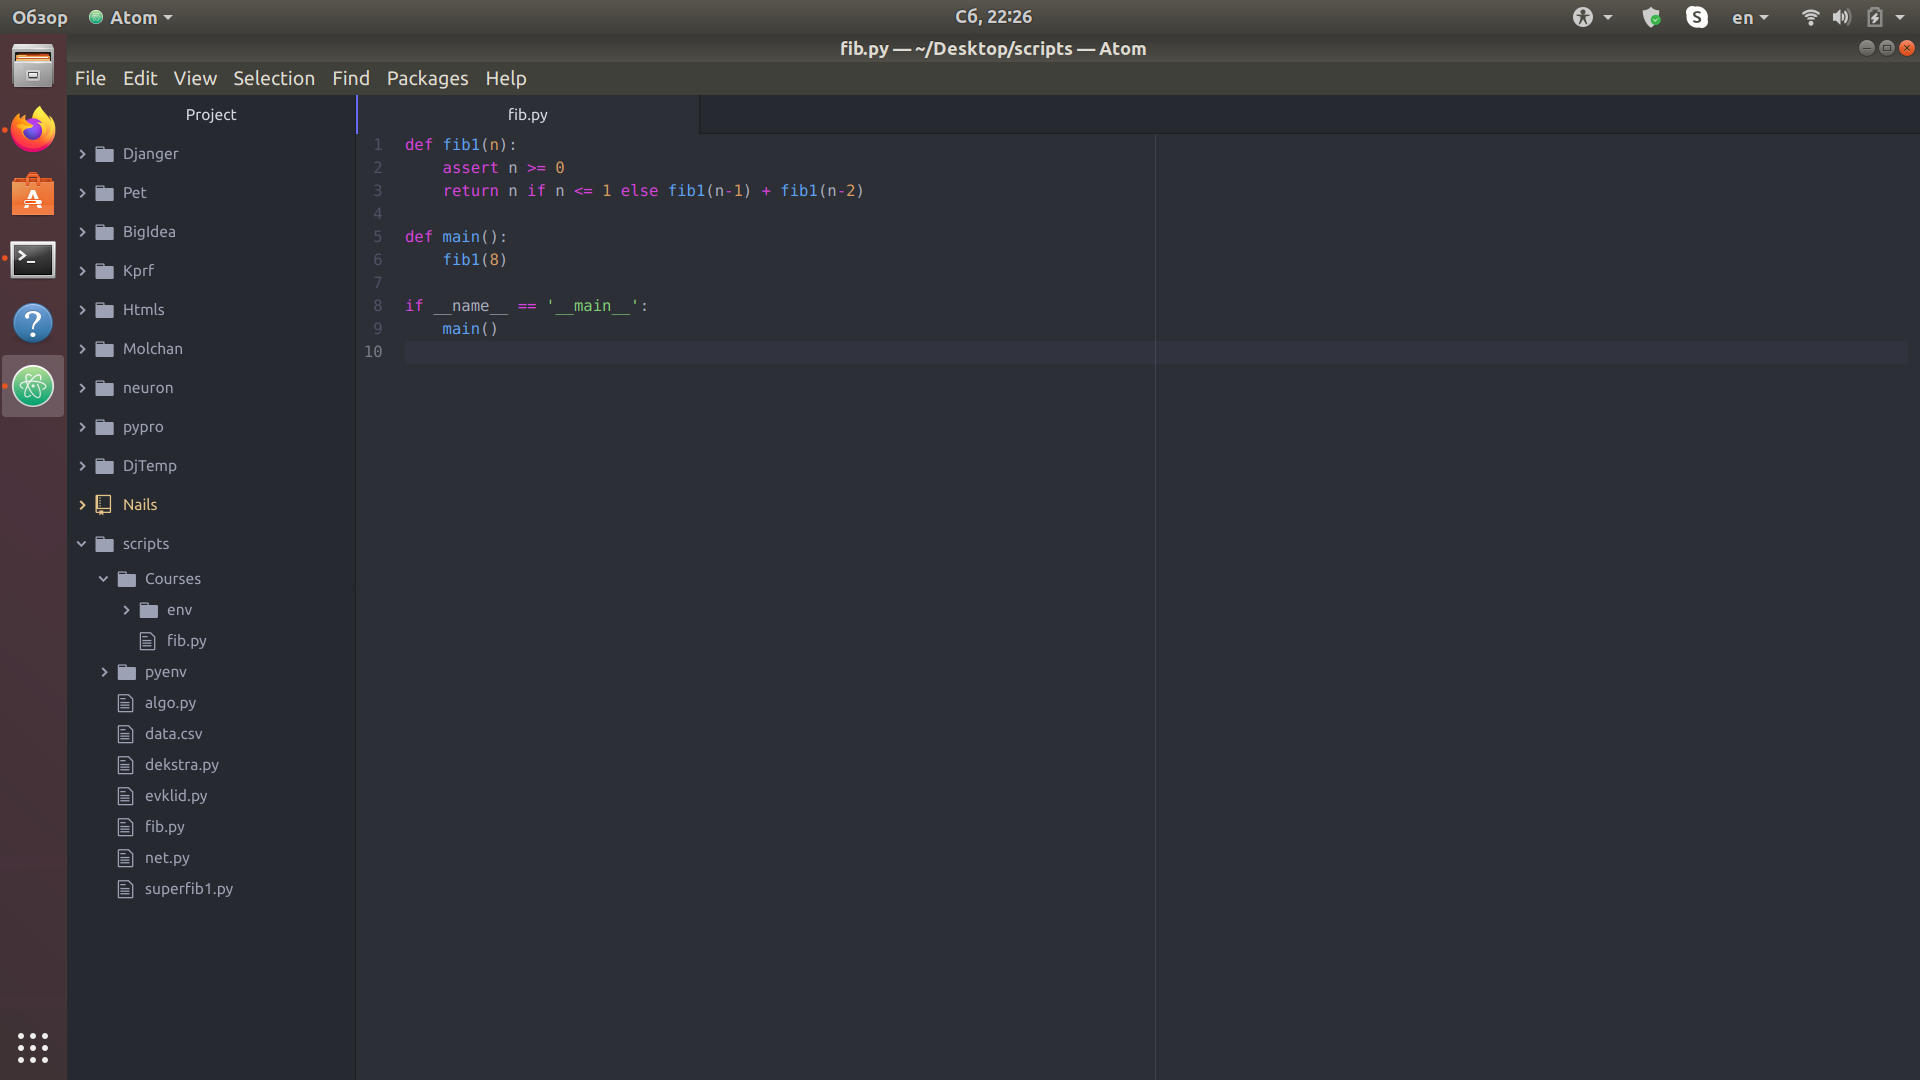 Обзор Atom Сб, 22:26 S en
fib.py — ~/Desktop/scripts — Atom
File Edit View Selection Find Packages Help
Project
Djanger
Pet
BigIdea
Kprf
Htmls
Molchan
neuron
pypro
DjTemp
Nails
scripts
Courses
env
fib.py
pyenv
algo.py
data.csv
dekstra.py
evklid.py
fib.py
net.py
superfib1.py
fib.py
1 def fib1(n):
2     assert n >= 0
3     return n if n <= 1 else fib1(n-1) + fib1(n-2)
4
5 def main():
6     fib1(8)
7
8 if __name__ == '__main__':
9     main()
10